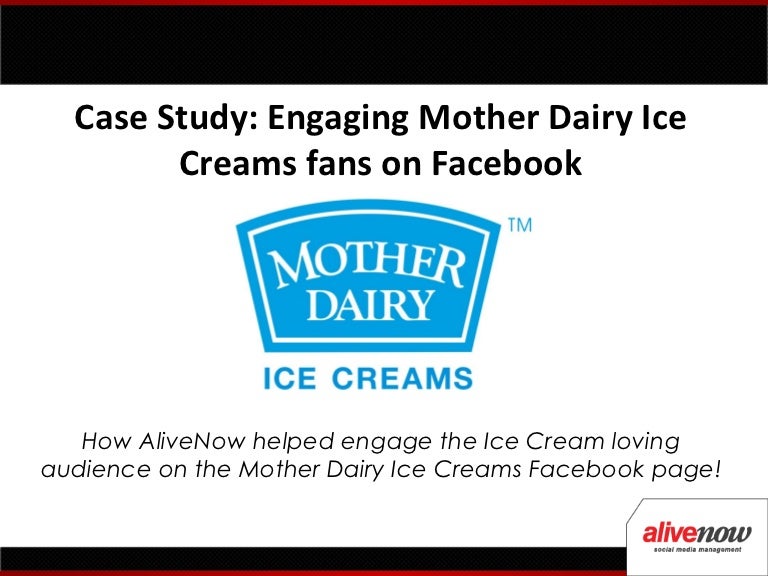 Case Study: Engaging Mother Dairy Ice
Creams fans on Facebook
TM
MOTHER
DAIRY
ICE CREAMS
How AliveNow helped engage the Ice Cream loving
audience on the Mother Dairy Ice Creams Facebook page!
alivenow
social media management